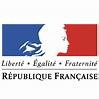 Liberté • Égalité • Fraternité
RÉPUBLIQUE FRANÇAISE